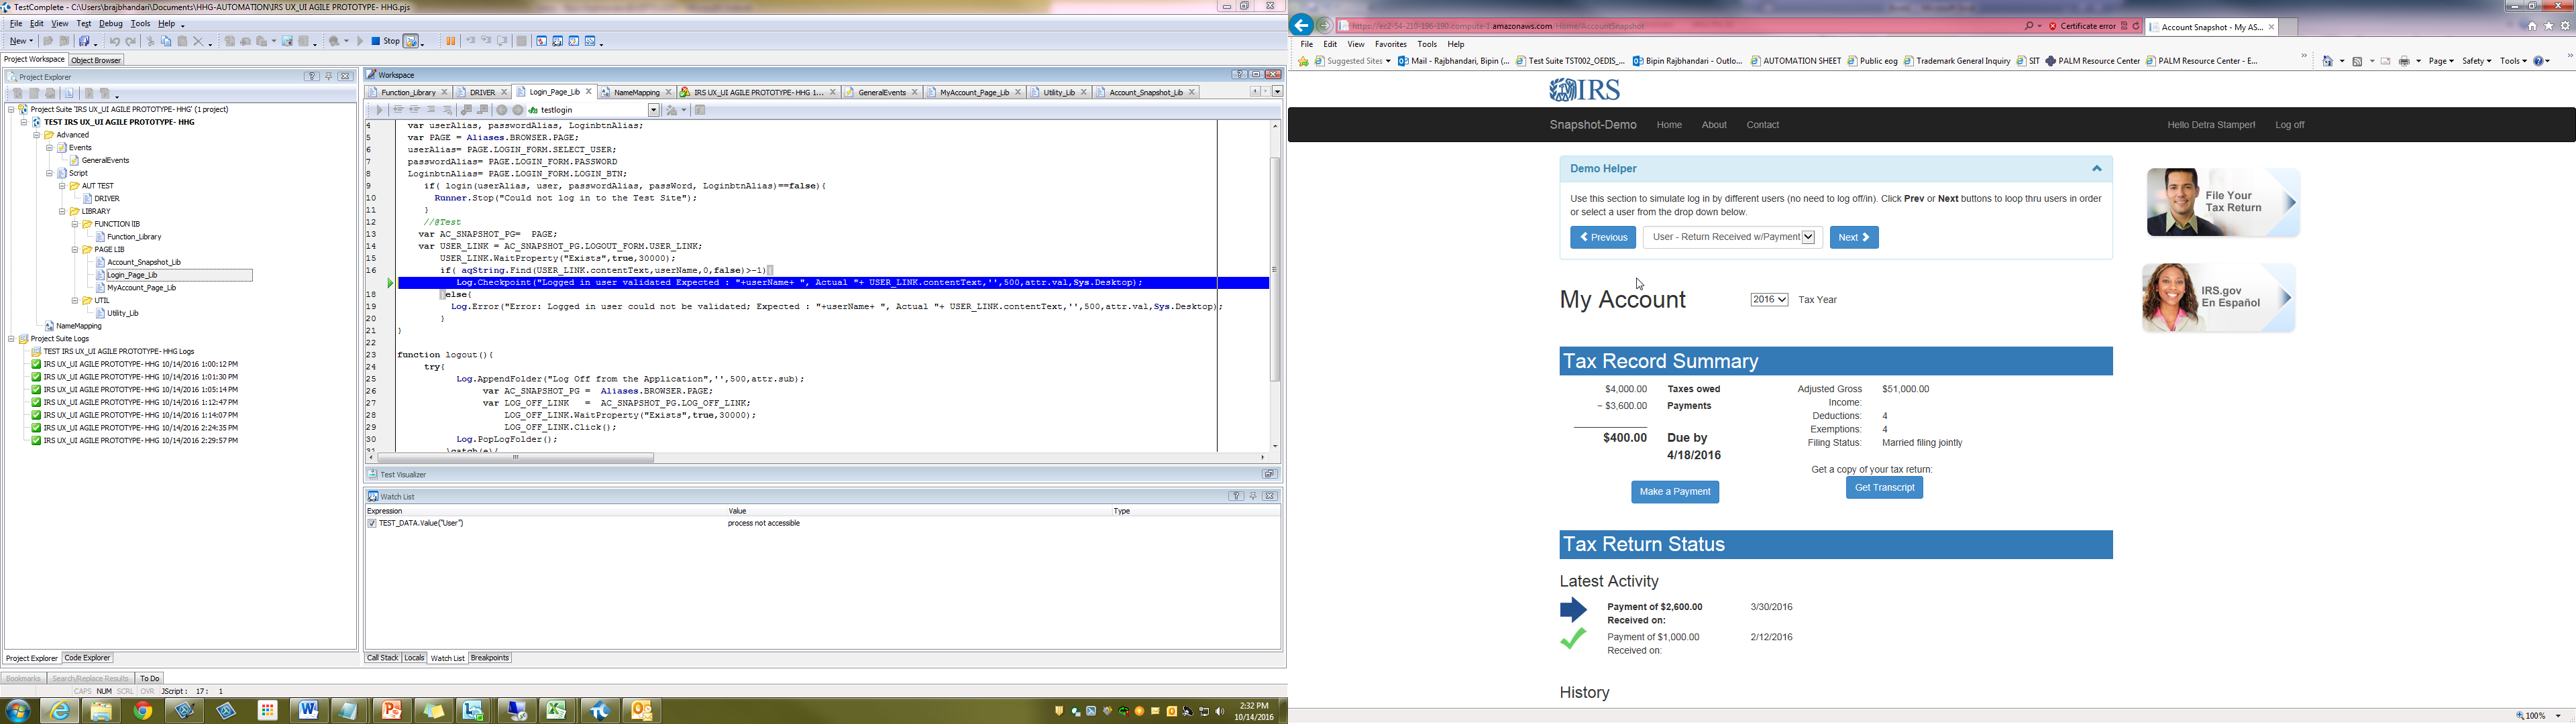 TestComplete - C:\Users\brajbhandari\Documents\HHG-AUTOMATION\IRS UX_UI AGILE PROTOTYPE- HHG.pjs
File Edit View Test Debug Tools Help
New Stop
Project Workspace Object Browser
Project Explorer
Project Suite 'IRS UX_UI AGILE PROTOTYPE- HHG' (1 project)
TEST IRS UX_UI AGILE PROTOTYPE- HHG
Advanced
Events
GeneralEvents
Script
AUT TEST
DRIVER
LIBRARY
FUNCTION lIB
Function_Library
PAGE LIB
Account_Snapshot_Lib
Login_Page_Lib
MyAccount_Page_Lib
UTIL
Utility_Lib
NameMapping
Project Suite Logs
TEST IRS UX_UI AGILE PROTOTYPE- HHG Logs
IRS UX_UI AGILE PROTOTYPE- HHG 10/14/2016 1:00:12 PM
IRS UX_UI AGILE PROTOTYPE- HHG 10/14/2016 1:01:30 PM
IRS UX_UI AGILE PROTOTYPE- HHG 10/14/2016 1:05:14 PM
IRS UX_UI AGILE PROTOTYPE- HHG 10/14/2016 1:12:47 PM
IRS UX_UI AGILE PROTOTYPE- HHG 10/14/2016 1:14:07 PM
IRS UX_UI AGILE PROTOTYPE- HHG 10/14/2016 2:24:35 PM
IRS UX_UI AGILE PROTOTYPE- HHG 10/14/2016 2:29:57 PM
Project Explorer Code Explorer
Bookmarks Search/Replace Results To Do
CAPS NUM SCRL OVR JScript : 17 : 1
Workspace
Function_Library DRIVER Login_Page_Lib NameMapping IRS UX_UI AGILE PROTOTYPE- HHG 1... GeneralEvents MyAccount_Page_Lib Utility_Lib Account_Snapshot_Lib
testlogin
4 var userAlias, passwordAlias, LoginbtnAlias;
5 var PAGE = Aliases.BROWSER.PAGE;
6 userAlias= PAGE.LOGIN_FORM.SELECT_USER;
7 passwordAlias= PAGE.LOGIN_FORM.PASSWORD
8 LoginbtnAlias= PAGE.LOGIN_FORM.LOGIN_BTN;
9 if( login(userAlias, user, passwordAlias, passWord, LoginbtnAlias)==false){
10 Runner.Stop("Could not log in to the Test Site");
11 }
12 //@Test
13 var AC_SNAPSHOT_PG= PAGE;
14 var USER_LINK = AC_SNAPSHOT_PG.LOGOUT_FORM.USER_LINK;
15 USER_LINK.WaitProperty("Exists",true,30000);
16 if( aqString.Find(USER_LINK.contentText,userName,0,false)>-1){
Log.Checkpoint("Logged in user validated Expected : "+userName+ ", Actual "+ USER_LINK.contentText,'',500,attr.val,Sys.Desktop);
18 }else{
19 Log.Error("Error: Logged in user could not be validated; Expected : "+userName+ ", Actual "+ USER_LINK.contentText,'',500,attr.val,Sys.Desktop);
20 }
21 }
22
23 function logout(){
24 try{
25 Log.AppendFolder("Log Off from the Application",'',500,attr.sub);
26 var AC_SNAPSHOT_PG = Aliases.BROWSER.PAGE;
27 var LOG_OFF_LINK = AC_SNAPSHOT_PG.LOG_OFF_LINK;
28 LOG_OFF_LINK.WaitProperty("Exists",true,30000);
29 LOG_OFF_LINK.Click();
30 Log.PopLogFolder();
31 }catch(e){
Test Visualizer
Watch List
Expression Value Type
TEST_DATA.Value("User") process not accessible
Call Stack Locals Watch List Breakpoints
2:32 PM
10/14/2016
https://ec2-54-210-196-190.compute-1.amazonaws.com/Home/AccountSnapshot Certificate error Account Snapshot - My AS...
File Edit View Favorites Tools Help
Suggested Sites Mail - Rajbhandari, Bipin (... Test Suite TST002_OEDIS_... Bipin Rajbhandari - Outlo... AUTOMATION SHEET Public eog Trademark General Inquiry SIT PALM Resource Center PALM Resource Center - E... Page Safety Tools
IRS
Snapshot-Demo Home About Contact Hello Detra Stamper! Log off
Demo Helper
Use this section to simulate log in by different users (no need to log off/in). Click Prev or Next buttons to loop thru users in order
or select a user from the drop down below.
Previous User - Return Received w/Payment Next
My Account 2016 Tax Year
Tax Record Summary
$4,000.00 Taxes owed
− $3,600.00 Payments
$400.00 Due by
4/18/2016
Make a Payment
Adjusted Gross $51,000.00
Income:
Deductions: 4
Exemptions: 4
Filing Status: Married filing jointly
Get a copy of your tax return:
Get Transcript
Tax Return Status
Latest Activity
Payment of $2,600.00 3/30/2016
Received on:
Payment of $1,000.00 2/12/2016
Received on:
History
File Your
Tax Return
IRS.gov
En Español
100%